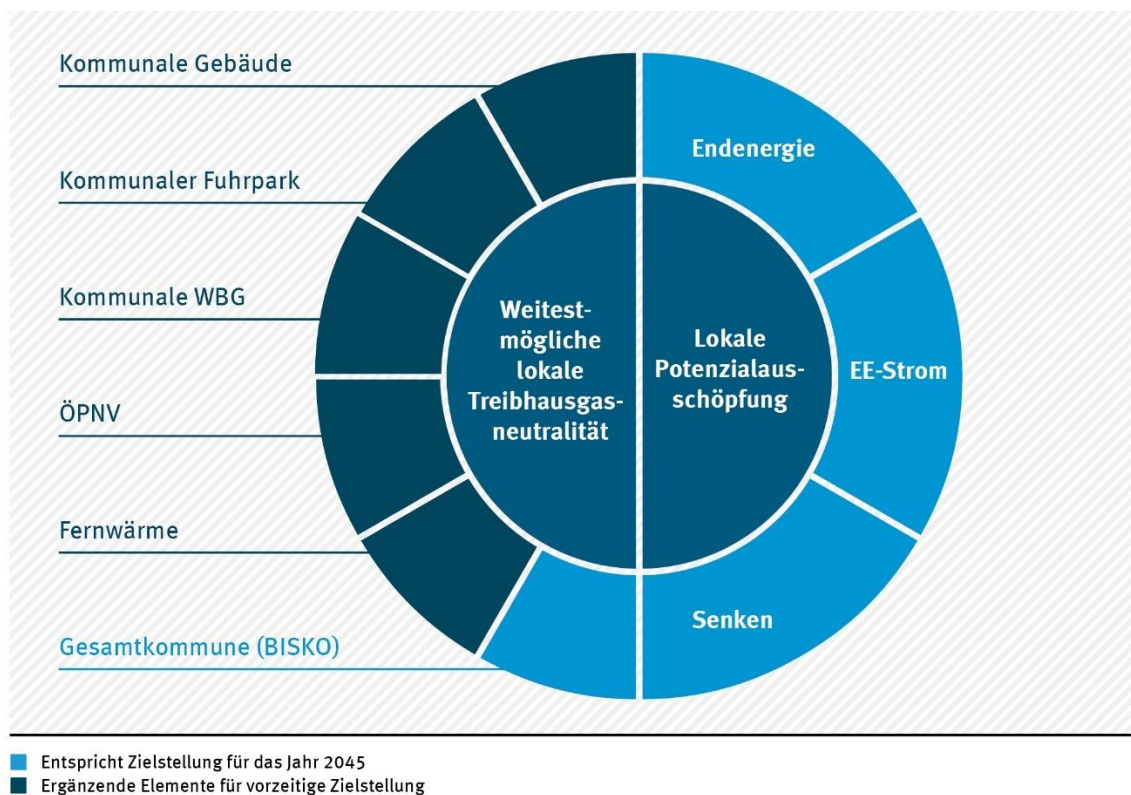 Kommunale Gebäude
Kommunaler Fuhrpark
Kommunale WBG
ÖPNV
Fernwärme
Gesamtkommune (BISKO)
Weitest-
mögliche
lokale
Treibhausgas-
neutralität
Lokale
Potenzialaus-
schöpfung
Endenergie
EE-Strom
Senken
Entspricht Zielstellung für das Jahr 2045
Ergänzende Elemente für vorzeitige Zielstellung